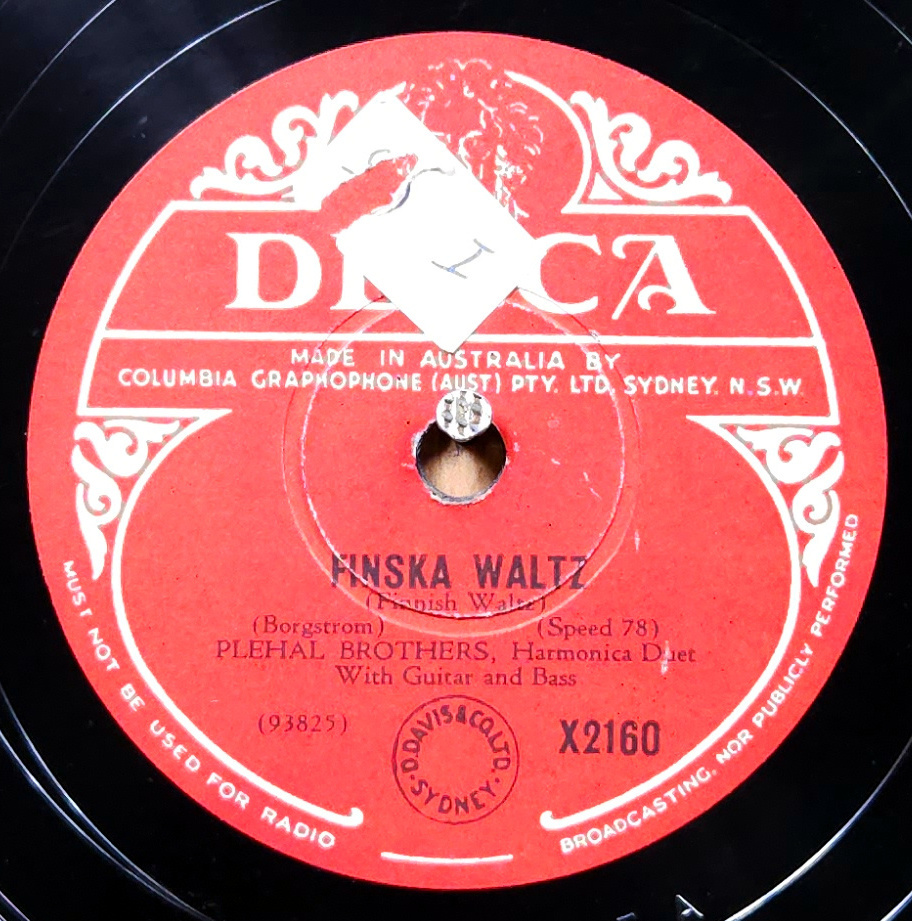 DECCA
MADE IN AUSTRALIA BY
COLUMBIA GRAPHOPHONE (AUST) PTY. LTD. SYDNEY. N.S.W.
FINSKA WALTZ
(Finnish Waltz)
(Borgstrom) (Speed 78)
PLEHAL BROTHERS, Harmonica Duet
With Guitar and Bass
(93825)
X2160
D.DAVIS&CO.LTD.
SYDNEY
MUST NOT BE USED FOR RADIO
BROADCASTING, NOR PUBLICLY PERFORMED